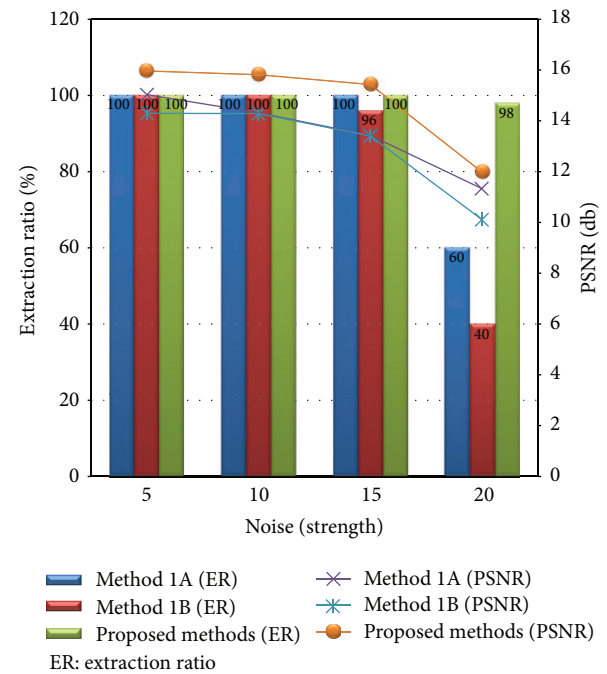 120
100
80
60
40
20
0
Extraction ratio (%)
18
16
14
12
10
8
6
4
2
0
PSNR (db)
100 100 100
100 100 100
100 96 100
60 40 98
5 10 15 20
Noise (strength)
Method 1A (ER)
Method 1B (ER)
Proposed methods (ER)
Method 1A (PSNR)
Method 1B (PSNR)
Proposed methods (PSNR)
ER: extraction ratio